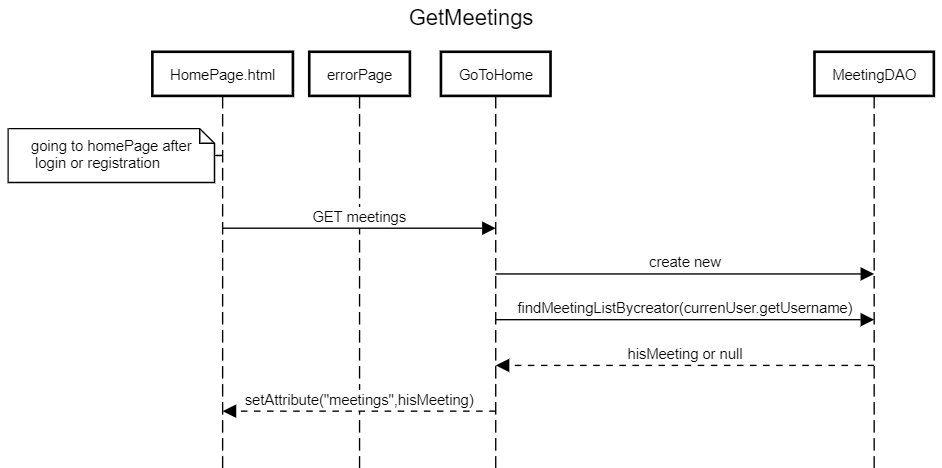 GetMeetings
HomePage.html
errorPage
GoToHome
MeetingDAO
going to homePage after
login or registration
GET meetings
create new
findMeetingListBycreator(currenUser.getUsername)
hisMeeting or null
setAttribute("meetings",hisMeeting)